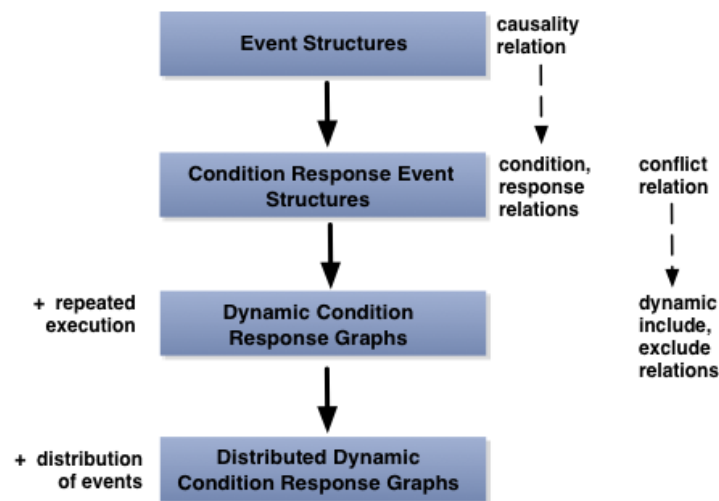 Event Structures
causality
relation
Condition Response Event
Structures
condition,
response
relations
conflict
relation
+ repeated
execution
Dynamic Condition
Response Graphs
dynamic
include,
exclude
relations
+ distribution
of events
Distributed Dynamic
Condition Response Graphs